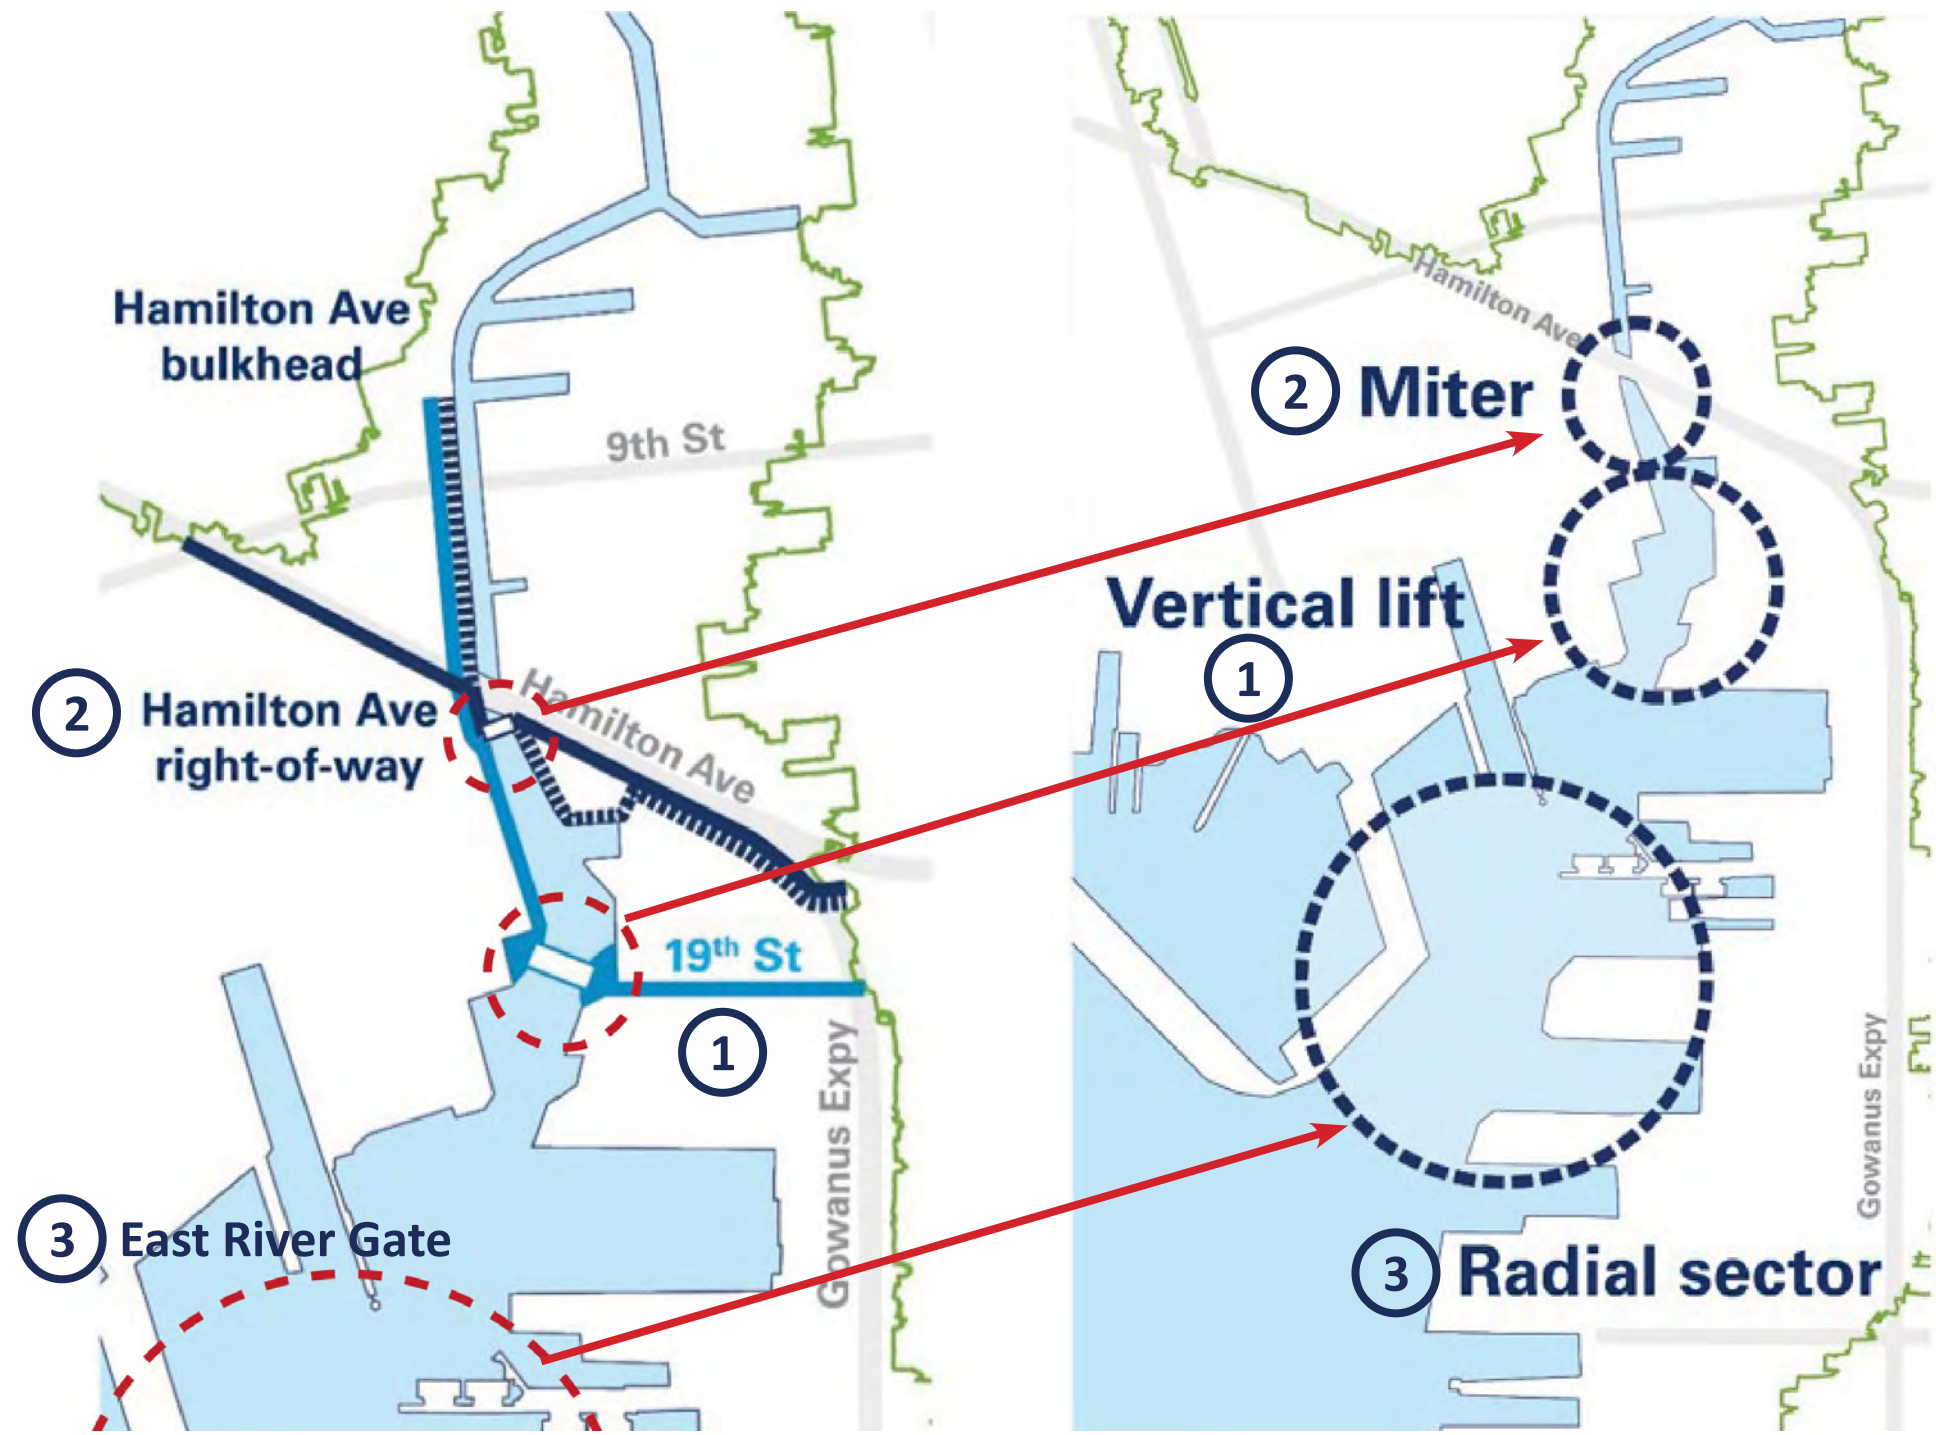 Hamilton Ave
bulkhead
9th St
2
Hamilton Ave
right-of-way
Hamilton Ave
19th St
1
Gowanus Expy
3
East River Gate
Hamilton Ave
2
Miter
Vertical lift
1
Gowanus Expy
3
Radial sector